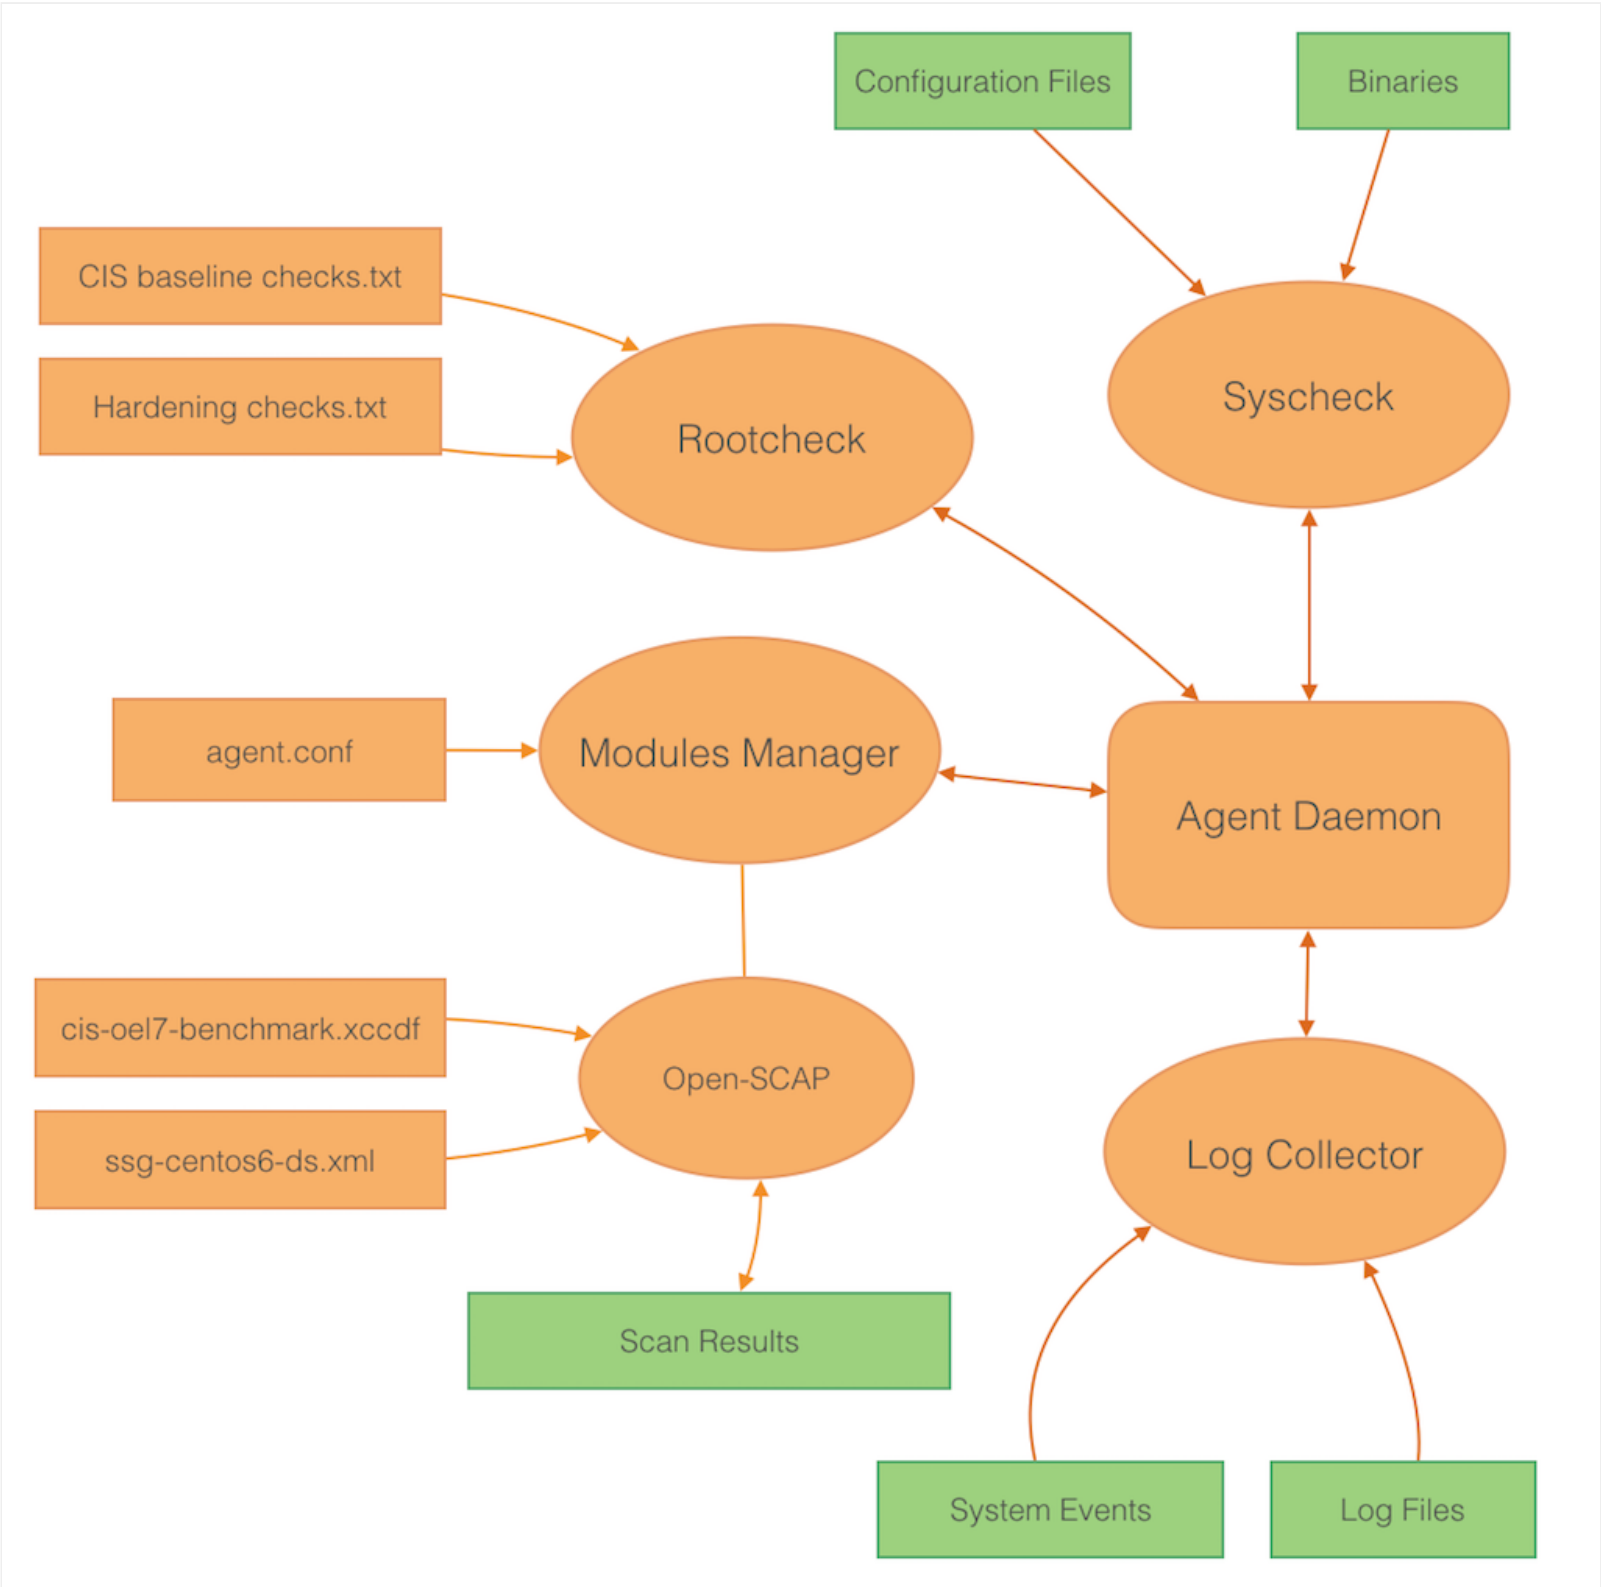 Configuration Files
Binaries
CIS baseline checks.txt
Hardening checks.txt
Rootcheck
Syscheck
agent.conf
Modules Manager
Agent Daemon
cis-oel7-benchmark.xccdf
Open-SCAP
ssg-centos6-ds.xml
Log Collector
Scan Results
System Events
Log Files